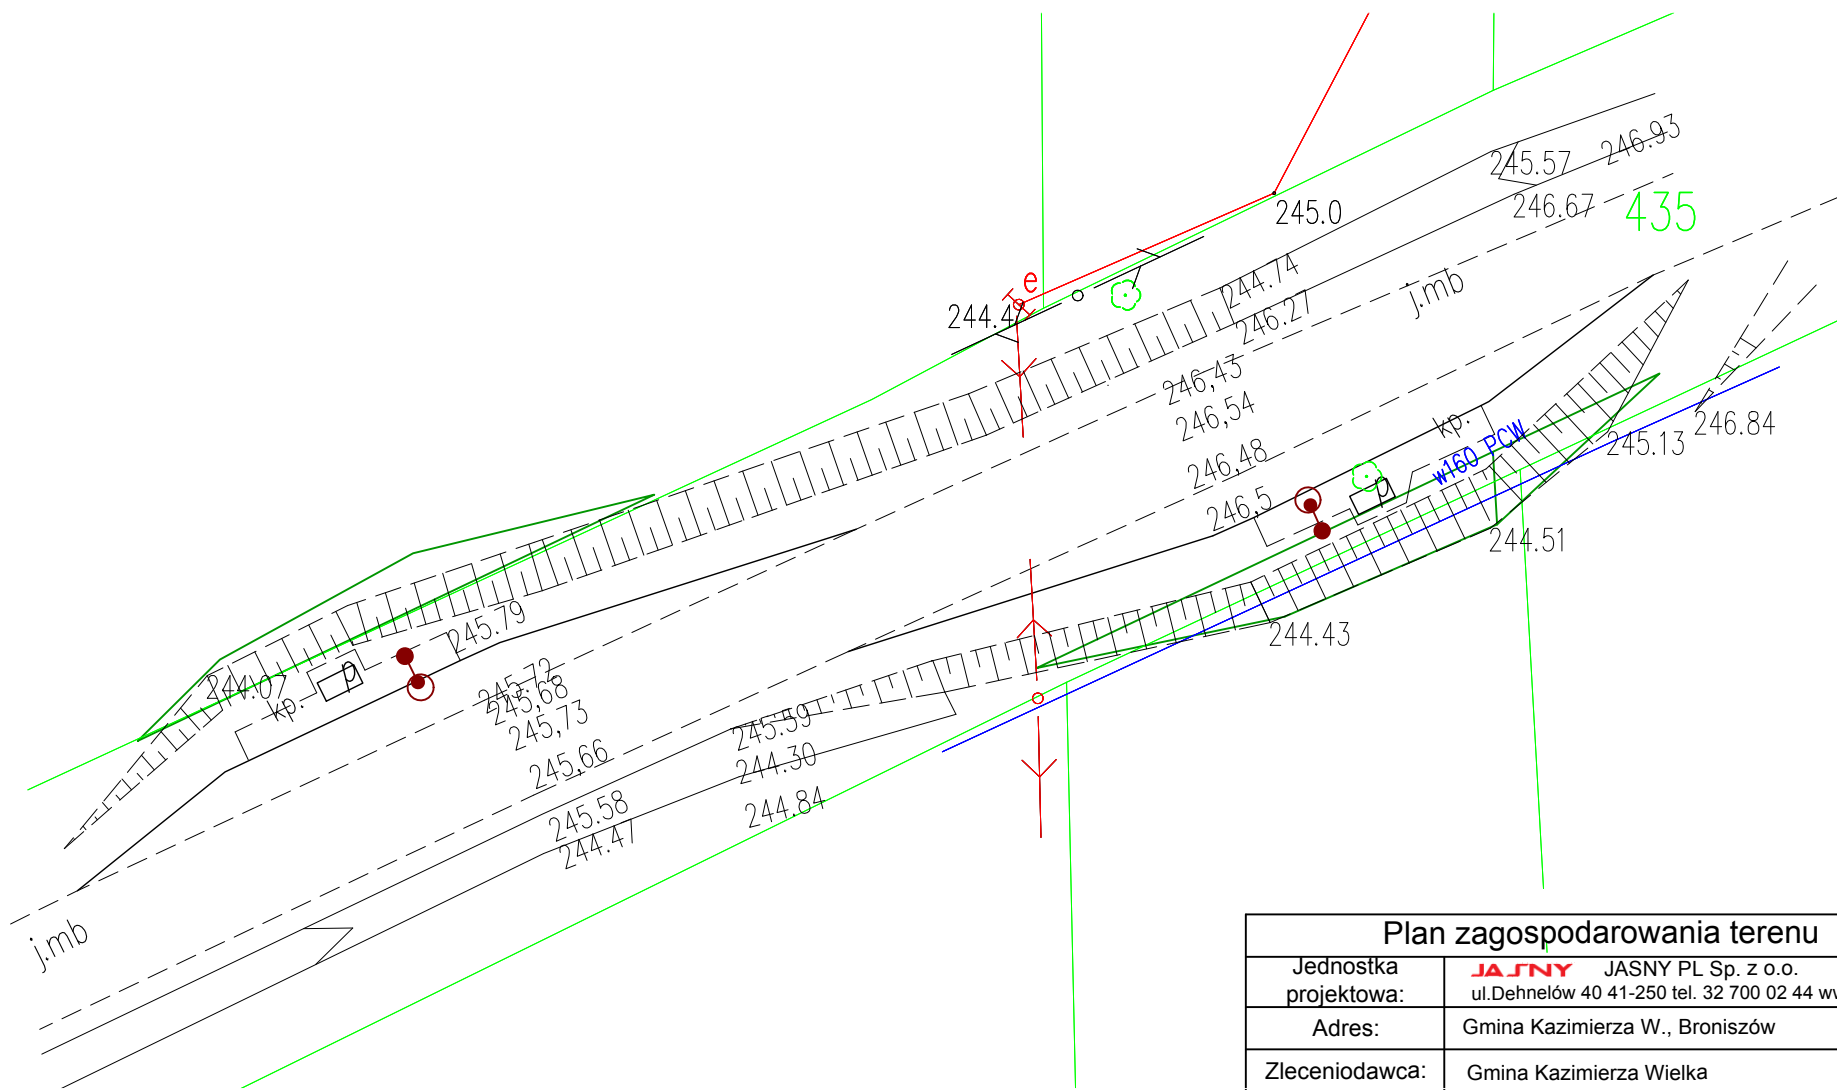 245.57
246.93
246.67
435
245.0
e
244.4
244.74
246.27
j.mb
246,43
246,54
246,48
246,5
kp.
w160 PCW
p
245.13
246.84
244.51
244.43
245.79
244.07
p
kp.
245.72
245,68
245,73
245,66
245.59
244.30
244.84
245.58
244.47
j.mb
Plan zagospodarowania terenu
Jednostka projektowa:
JASNY JASNY PL Sp. z o.o.
ul.Dehnelów 40 41-250 tel. 32 700 02 44
Adres:
Gmina Kazimierza W., Broniszów
Zleceniodawca:
Gmina Kazimierza Wielka